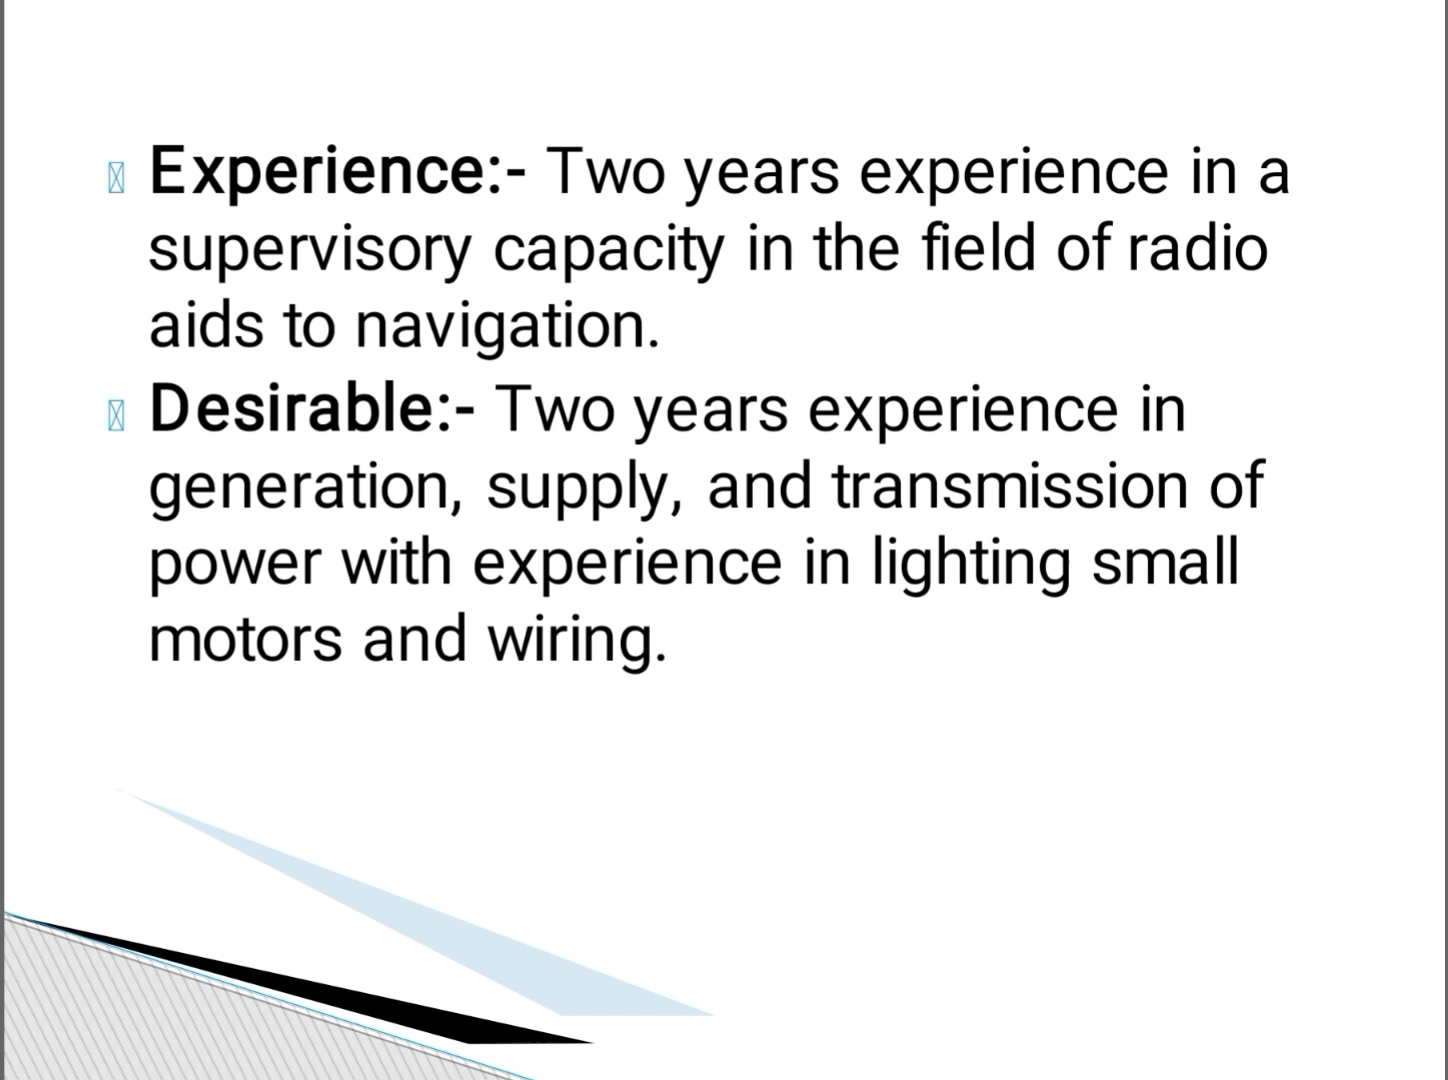 Experience:- Two years experience in a
supervisory capacity in the field of radio
aids to navigation.
Desirable:- Two years experience in
generation, supply, and transmission of
power with experience in lighting small
motors and wiring.